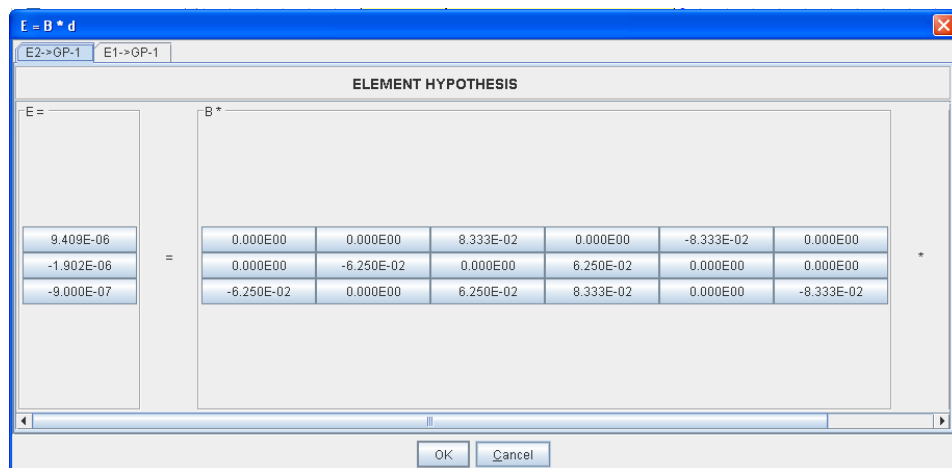 E = B * d
E2->GP-1 E1->GP-1
ELEMENT HYPOTHESIS
E = B *
9.409E-06 0.000E00 0.000E00 8.333E-02 0.000E00 -8.333E-02 0.000E00
-1.902E-06 = 0.000E00 -6.250E-02 0.000E00 6.250E-02 0.000E00 0.000E00 *
-9.000E-07 -6.250E-02 0.000E00 6.250E-02 8.333E-02 0.000E00 -8.333E-02
OK Cancel